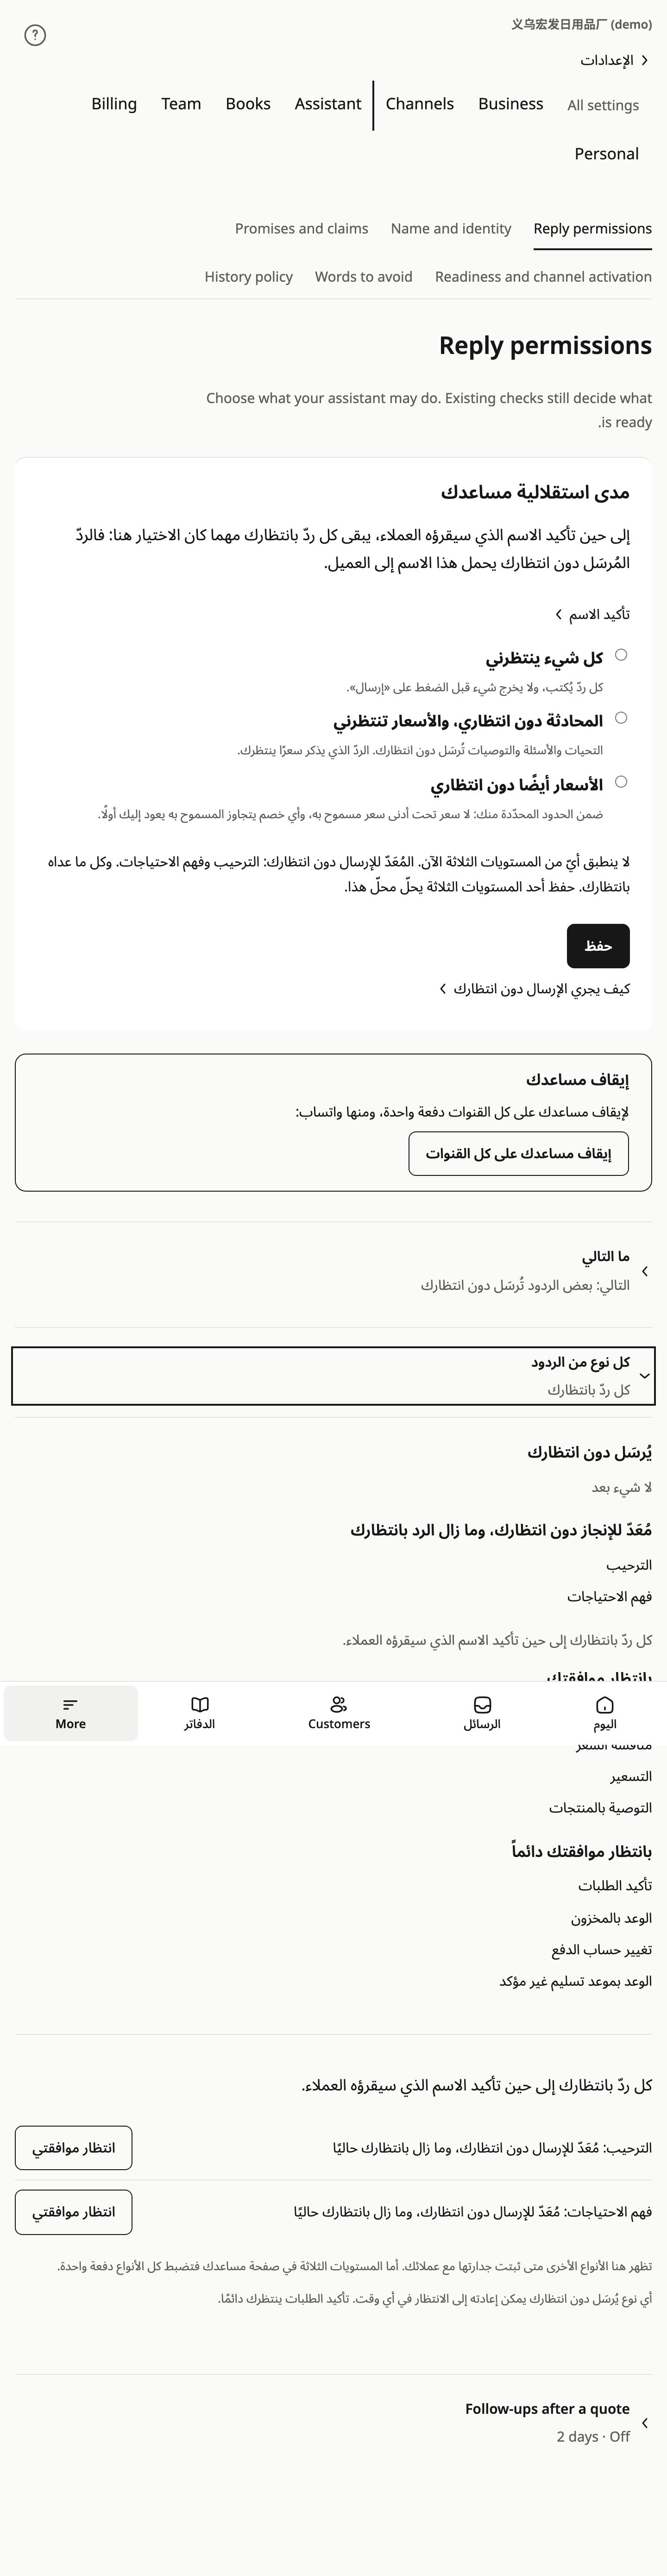 义乌宏发日用品厂 (demo)
الإعدادات
All settings
Business
Channels
Assistant
Books
Team
Billing
Personal
Reply permissions
Name and identity
Promises and claims
Readiness and channel activation
Words to avoid
History policy
Reply permissions
Choose what your assistant may do. Existing checks still decide what
is ready.
مدى استقلالية مساعدك
إلى حين تأكيد الاسم الذي سيقرؤه العملاء، يبقى كل ردّ بانتظارك مهما كان الاختيار هنا: فالردّ
المُرسَل دون انتظارك يحمل هذا الاسم إلى العميل.
تأكيد الاسم
كل شيء ينتظرني
كل ردّ يُكتب، ولا يخرج شيء قبل الضغط على «إرسال».
المحادثة دون انتظاري، والأسعار تنتظرني
التحيات والأسئلة والتوصيات تُرسَل دون انتظارك. الردّ الذي يذكر سعرًا ينتظرك.
الأسعار أيضًا دون انتظاري
ضمن الحدود المحدّدة منك: لا سعر تحت أدنى سعر مسموح به، وأي خصم يتجاوز المسموح به يعود إليك أولًا.
لا ينطبق أيّ من المستويات الثلاثة الآن. المُعَدّ للإرسال دون انتظارك: الترحيب وفهم الاحتياجات. وكل ما عداه
بانتظارك. حفظ أحد المستويات الثلاثة يحلّ محلّ هذا.
حفظ
كيف يجري الإرسال دون انتظارك
إيقاف مساعدك
لإيقاف مساعدك على كل القنوات دفعة واحدة، ومنها واتساب:
إيقاف مساعدك على كل القنوات
ما التالي
التالي: بعض الردود تُرسَل دون انتظارك
كل نوع من الردود
كل ردّ بانتظارك
يُرسَل دون انتظارك
لا شيء بعد
مُعَدّ للإنجاز دون انتظارك، وما زال الرد بانتظارك
الترحيب
فهم الاحتياجات
كل ردّ بانتظارك إلى حين تأكيد الاسم الذي سيقرؤه العملاء.
بانتظار موافقتك
اليوم
الرسائل
Customers
الدفاتر
More
مناقشة السعر
التسعير
التوصية بالمنتجات
بانتظار موافقتك دائماً
تأكيد الطلبات
الوعد بالمخزون
تغيير حساب الدفع
الوعد بموعد تسليم غير مؤكد
كل ردّ بانتظارك إلى حين تأكيد الاسم الذي سيقرؤه العملاء.
الترحيب: مُعَدّ للإرسال دون انتظارك، وما زال بانتظارك حاليًا
انتظار موافقتي
فهم الاحتياجات: مُعَدّ للإرسال دون انتظارك، وما زال بانتظارك حاليًا
انتظار موافقتي
تظهر هنا الأنواع الأخرى متى ثبتت جدارتها مع عملائك. أما المستويات الثلاثة في صفحة مساعدك فتضبط كل الأنواع دفعة واحدة.
أي نوع يُرسَل دون انتظارك يمكن إعادته إلى الانتظار في أي وقت. تأكيد الطلبات ينتظرك دائمًا.
Follow-ups after a quote
2 days · Off